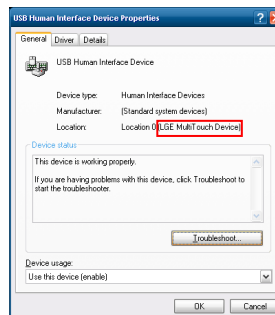 USB Human Interface Device Properties
General Driver Details
USB Human Interface Device
Device type: Human Interface Devices
Manufacturer: (Standard system devices)
Location: Location 0 (LGE MultiTouch Device)
Device status
This device is working properly.
If you are having problems with this device, click Troubleshoot to
start the troubleshooter.
Troubleshoot...
Device usage:
Use this device (enable)
OK Cancel